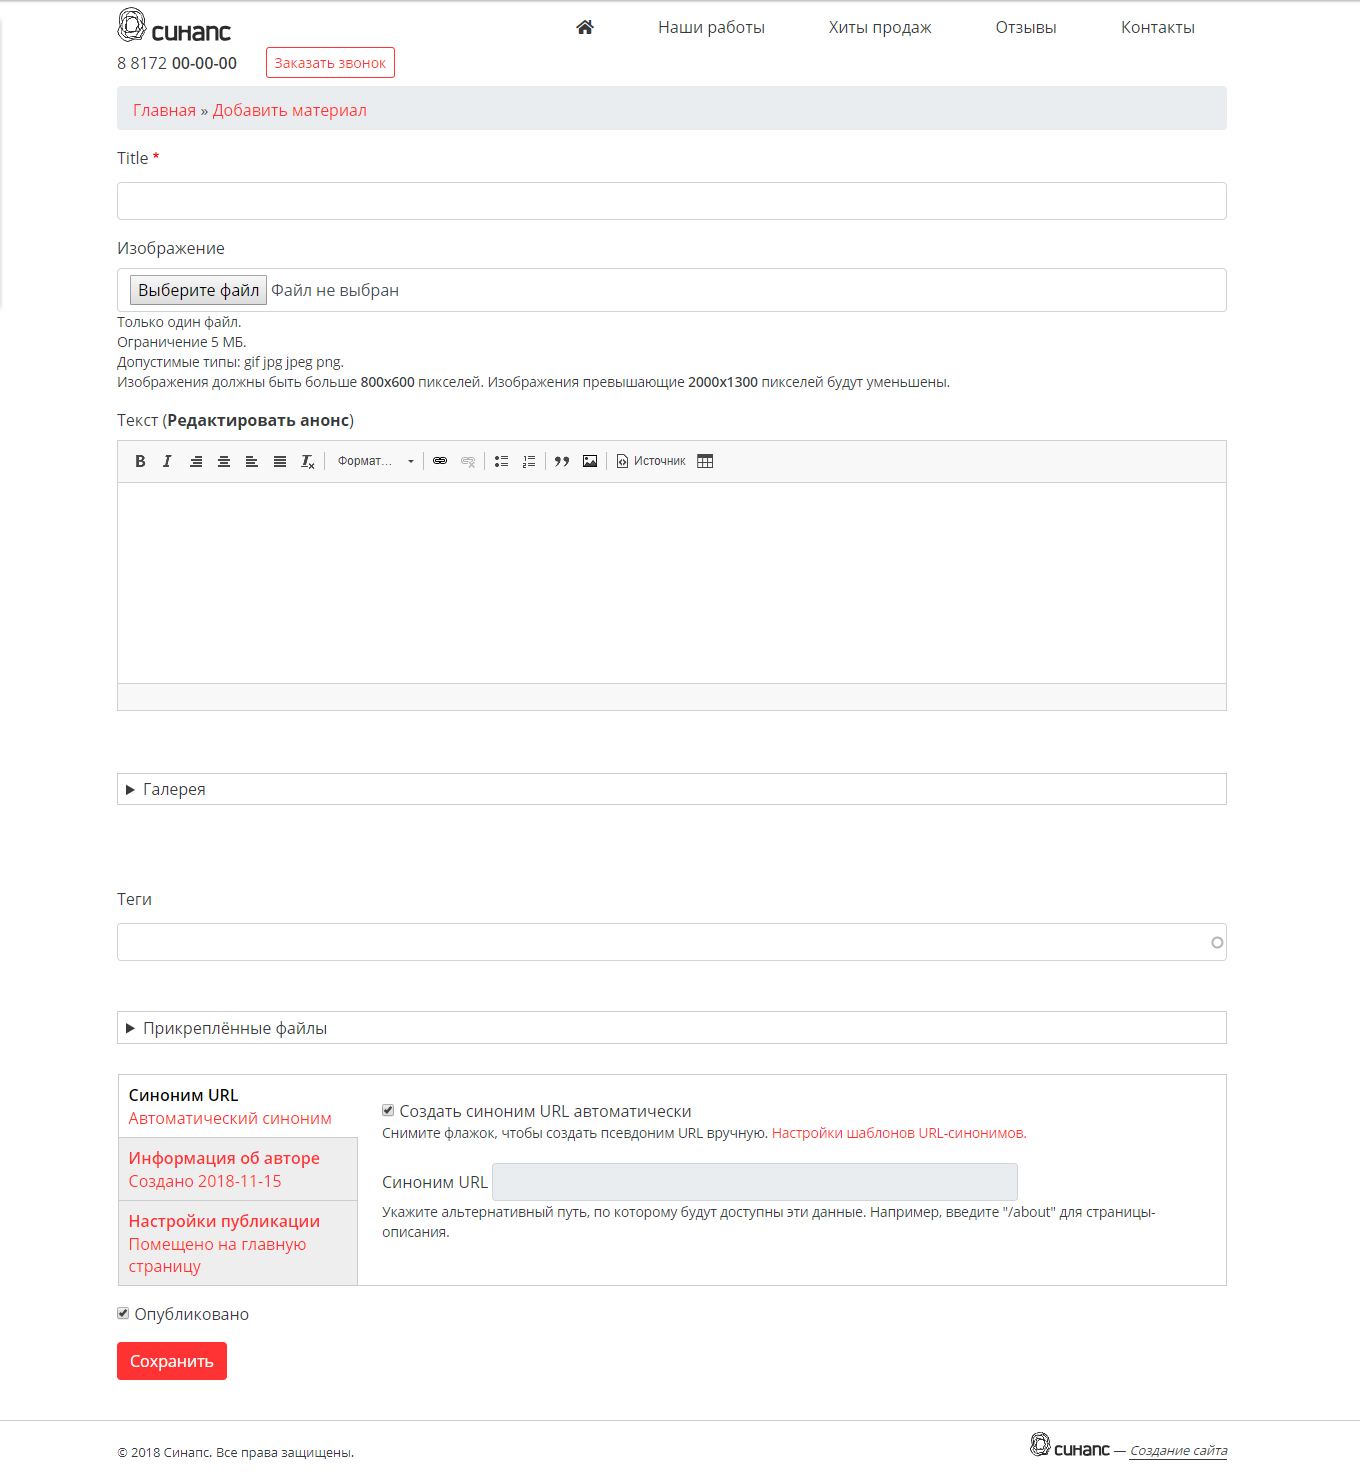 синапс
Наши работы Хиты продаж Отзывы Контакты
8 8172 00-00-00 Заказать звонок
Главная » Добавить материал
Title *
Изображение
Выберите файл Файл не выбран
Только один файл.
Ограничение 5 МБ.
Допустимые типы: gif jpg jpeg png.
Изображения должны быть больше 800x600 пикселей. Изображения превышающие 2000x1300 пикселей будут уменьшены.
Текст (Редактировать анонс)
B I Tx Формат... Источник
Галерея
Теги
Прикреплённые файлы
Синоним URL
Автоматический синоним
Информация об авторе
Создано 2018-11-15
Настройки публикации
Помещено на главную
страницу
Создать синоним URL автоматически
Снимите флажок, чтобы создать псевдоним URL вручную. Настройки шаблонов URL-синонимов.
Синоним URL
Укажите альтернативный путь, по которому будут доступны эти данные. Например, введите "/about" для страницы-
описания.
Опубликовано
Сохранить
© 2018 Синапс. Все права защищены.
синапс — Создание сайта